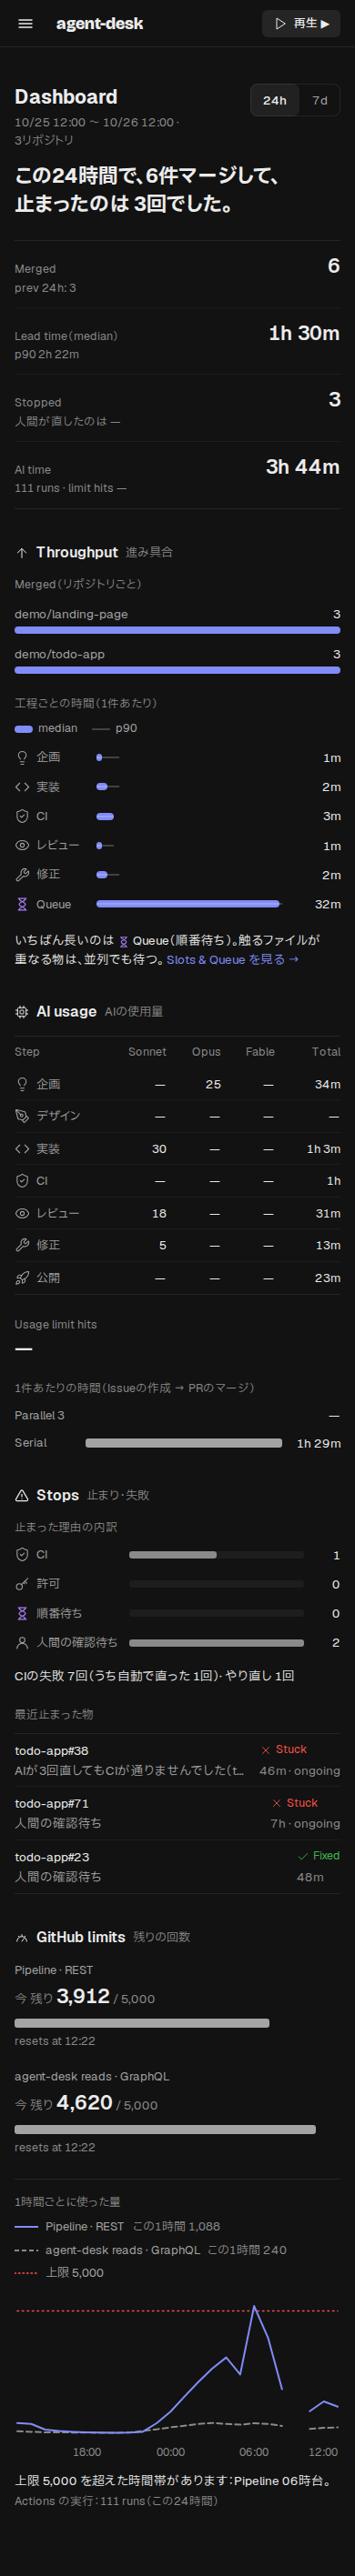 agent-desk
再生 ▶
Dashboard
24h
7d
10/25 12:00 〜 10/26 12:00 ·
3リポジトリ
この24時間で、6件マージして、
止まったのは 3回でした。
Merged
6
prev 24h: 3
Lead time(median)
1h 30m
p90 2h 22m
Stopped
3
人間が直したのは —
AI time
3h 44m
111 runs · limit hits —
Throughput 進み具合
Merged(リポジトリごと)
demo/landing-page 3
demo/todo-app 3
工程ごとの時間(1件あたり)
median p90
企画 1m
実装 2m
CI 3m
レビュー 1m
修正 2m
Queue 32m
いちばん長いのは Queue(順番待ち)。触るファイルが
重なる物は、並列でも待つ。Slots & Queue を見る →
AI usage AIの使用量
Step Sonnet Opus Fable Total
企画 — 25 — 34m
デザイン — — — —
実装 30 — — 1h 3m
CI — — — 1h
レビュー 18 — — 31m
修正 5 — — 13m
公開 — — — 23m
Usage limit hits
—
1件あたりの時間(Issueの作成 → PRのマージ)
Parallel 3 —
Serial 1h 29m
Stops 止まり・失敗
止まった理由の内訳
CI 1
許可 0
順番待ち 0
人間の確認待ち 2
CIの失敗 7回(うち自動で直った 1回)・やり直し 1回
最近止まった物
todo-app#38 Stuck
AIが3回直してもCIが通りませんでした(t... 46m · ongoing
todo-app#71 Stuck
人間の確認待ち 7h · ongoing
todo-app#23 Fixed
人間の確認待ち 48m
GitHub limits 残りの回数
Pipeline · REST
今 残り 3,912 / 5,000
resets at 12:22
agent-desk reads · GraphQL
今 残り 4,620 / 5,000
resets at 12:22
1時間ごとに使った量
Pipeline · REST この1時間 1,088
agent-desk reads · GraphQL この1時間 240
上限 5,000
18:00 00:00 06:00 12:00
上限 5,000 を超えた時間帯があります:Pipeline 06時台。
Actions の実行:111 runs(この24時間)